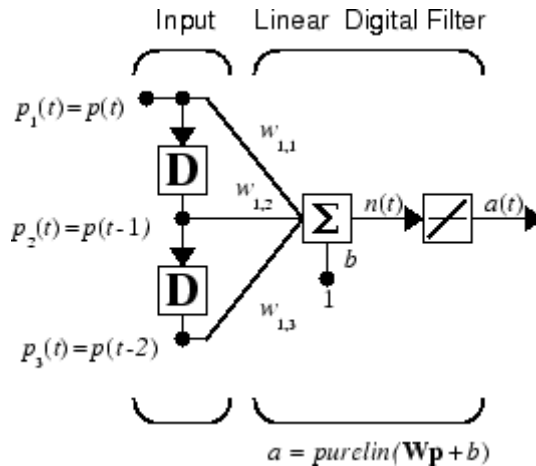 Input Linear Digital Filter
p₁(t)=p(t)
w₁,₁
D
w₁,₂
p₂(t)=p(t-1)
Σ n(t) a(t)
b
1
D
w₁,₃
p₃(t)=p(t-2)
a = purelin(Wp+b)